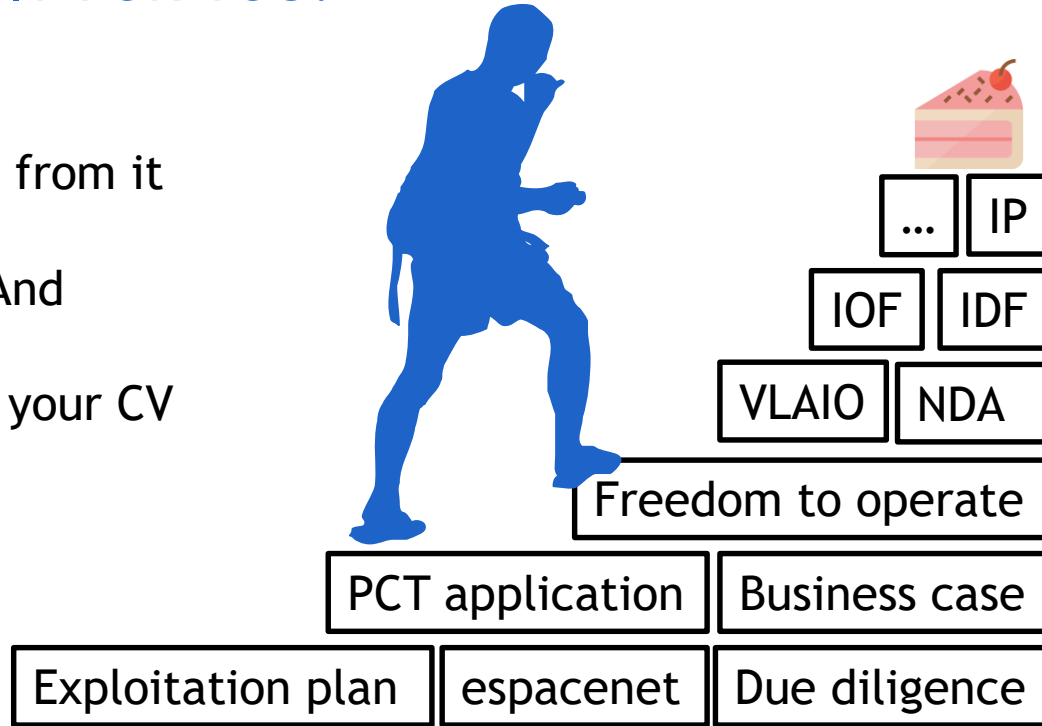 from it
And
your CV
... IP
IOF IDF
VLAIO NDA
Freedom to operate
PCT application Business case
Exploitation plan espacenet Due diligence